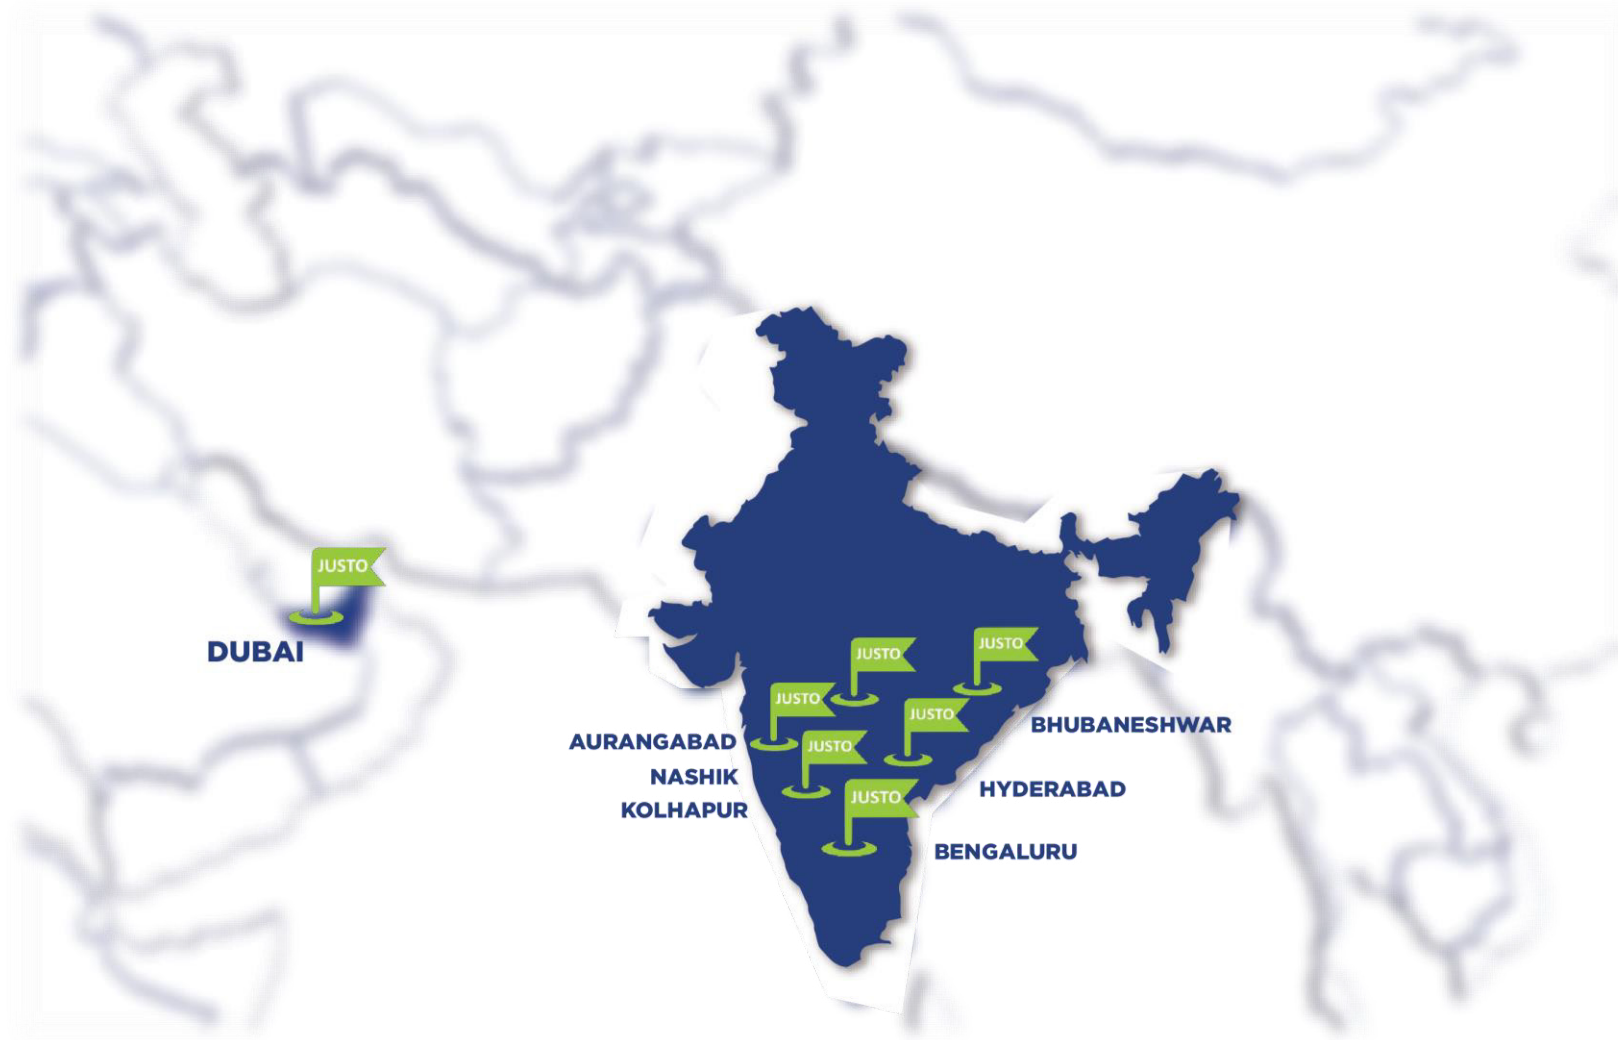 JUSTO
DUBAI
JUSTO
JUSTO
JUSTO
JUSTO
JUSTO
JUSTO
AURANGABAD
NASHIK
KOLHAPUR
BHUBANESHWAR
HYDERABAD
BENGALURU